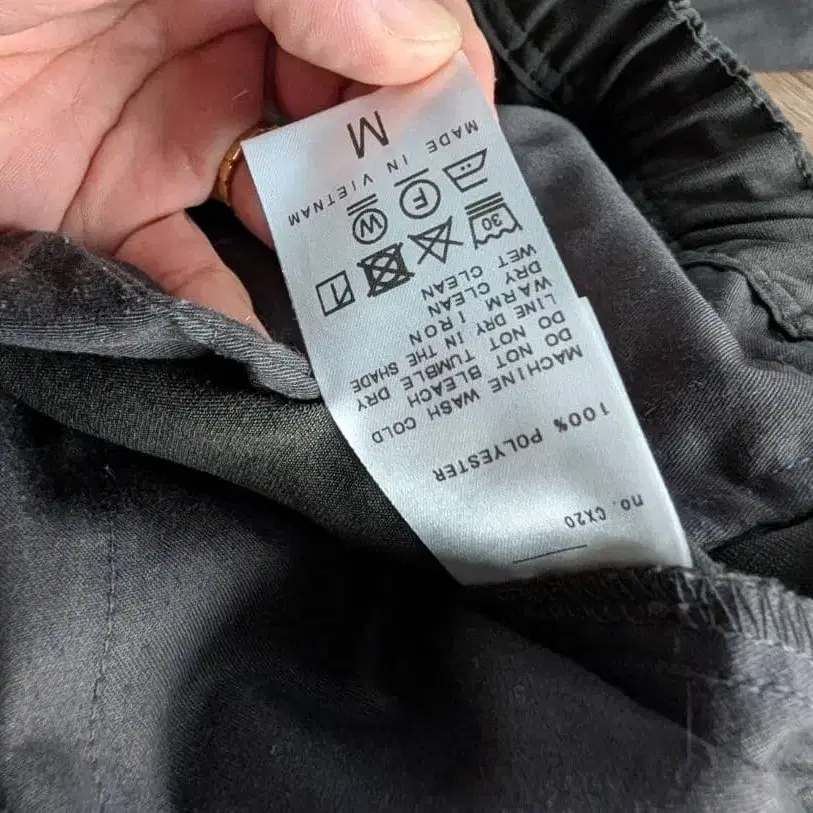 no. CX20
100% POLYESTER
MACHINE WASH COLD
DO NOT BLEACH
DO NOT TUMBLE DRY
LINE DRY IN THE SHADE
WARM IRON
DRY CLEAN
WET CLEAN
30
F W
MADE IN VIETNAM
M